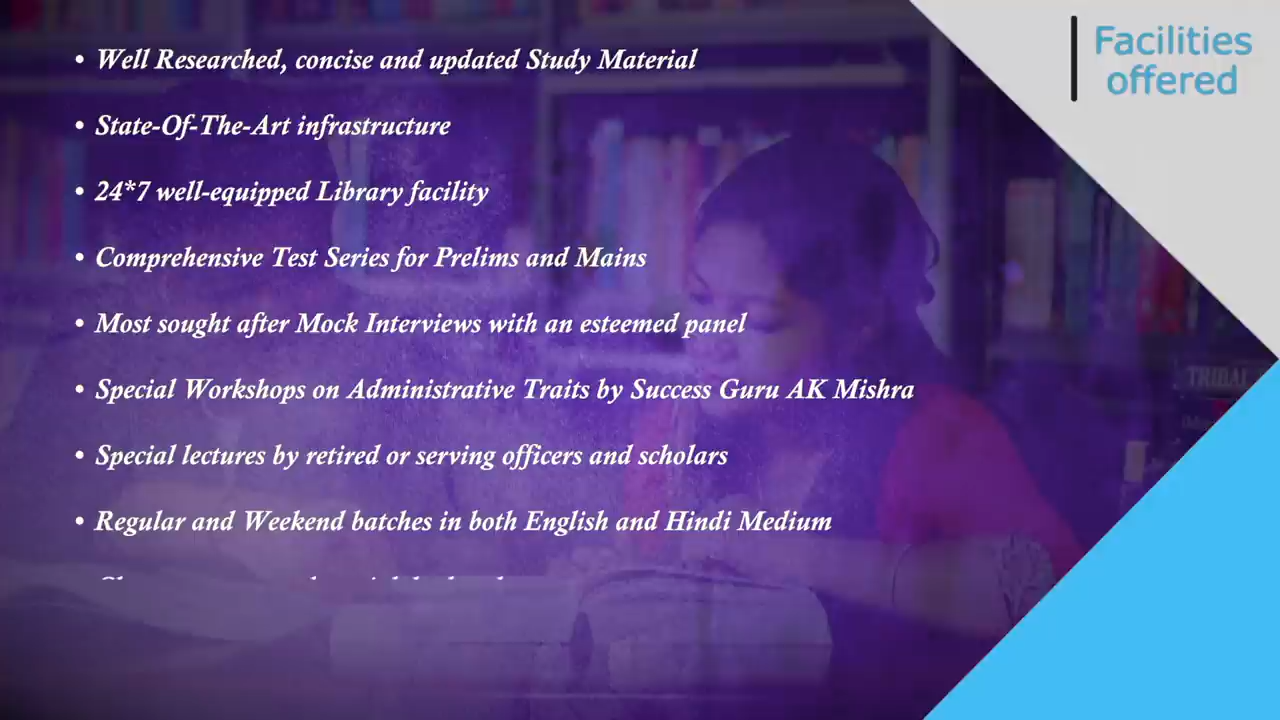 Facilities
offered
• Well Researched, concise and updated Study Material
• State-Of-The-Art infrastructure
• 24*7 well-equipped Library facility
• Comprehensive Test Series for Prelims and Mains
• Most sought after Mock Interviews with an esteemed panel
• Special Workshops on Administrative Traits by Success Guru AK Mishra
• Special lectures by retired or serving officers and scholars
• Regular and Weekend batches in both English and Hindi Medium
TRIBAL